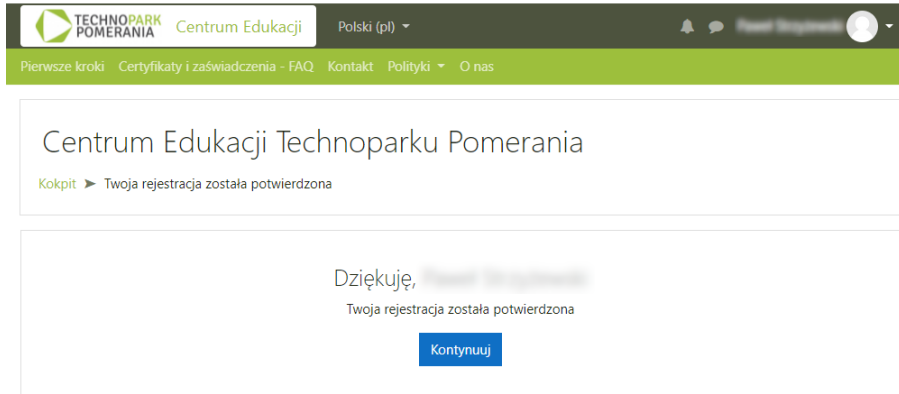 TECHNOPARK
POMERANIA
Centrum Edukacji
Polski (pl)
Pierwsze kroki Certyfikaty i zaświadczenia - FAQ Kontakt Polityki O nas
Centrum Edukacji Technoparku Pomerania
Kokpit ➤ Twoja rejestracja została potwierdzona
Dziękuję,
Twoja rejestracja została potwierdzona
Kontynuuj